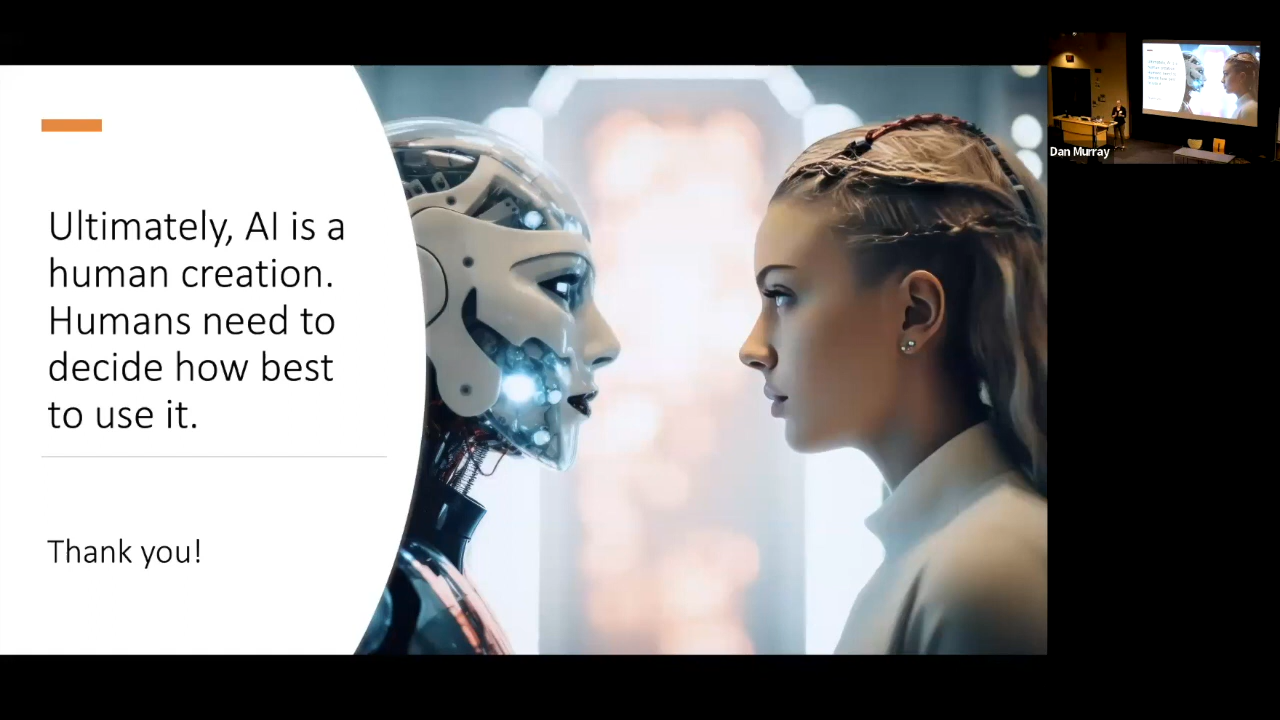 Ultimately, AI is a
human creation.
Humans need to
decide how best
to use it.
Thank you!
Dan Murray